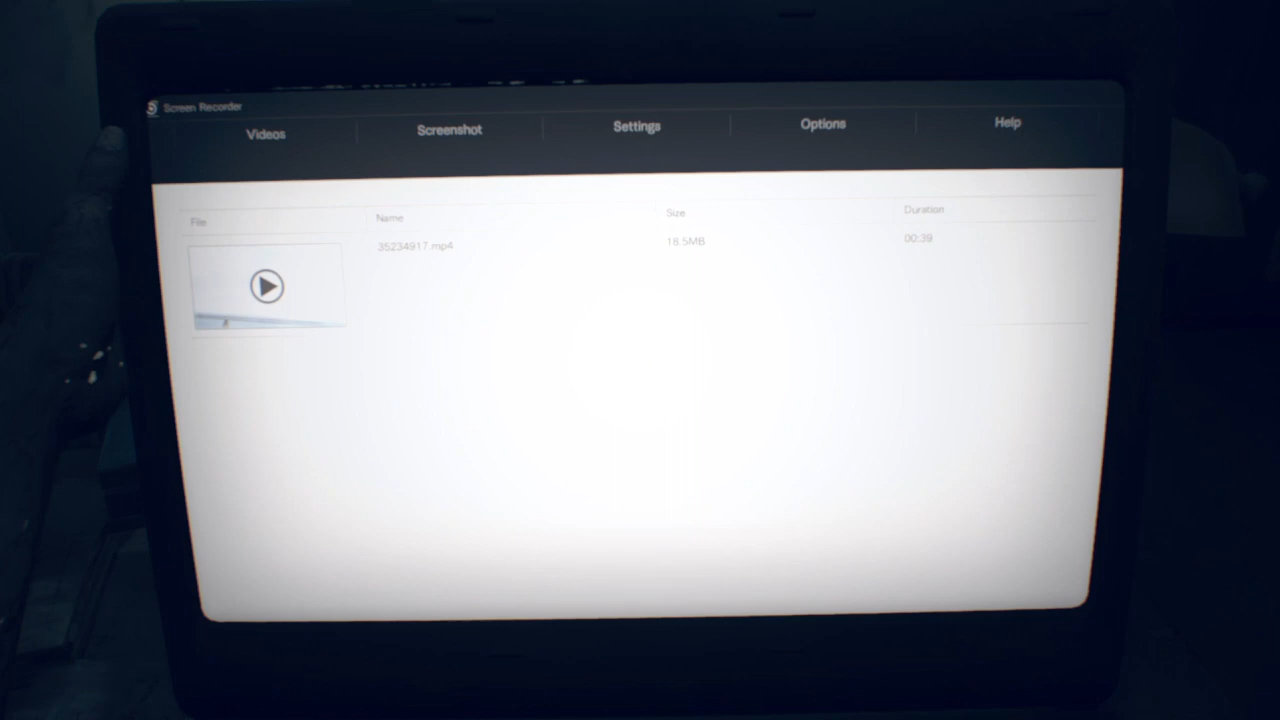 Screen Recorder
Videos Screenshot Settings Options Help
File Name Size Duration
35234917.mp4 18.5MB 00:39